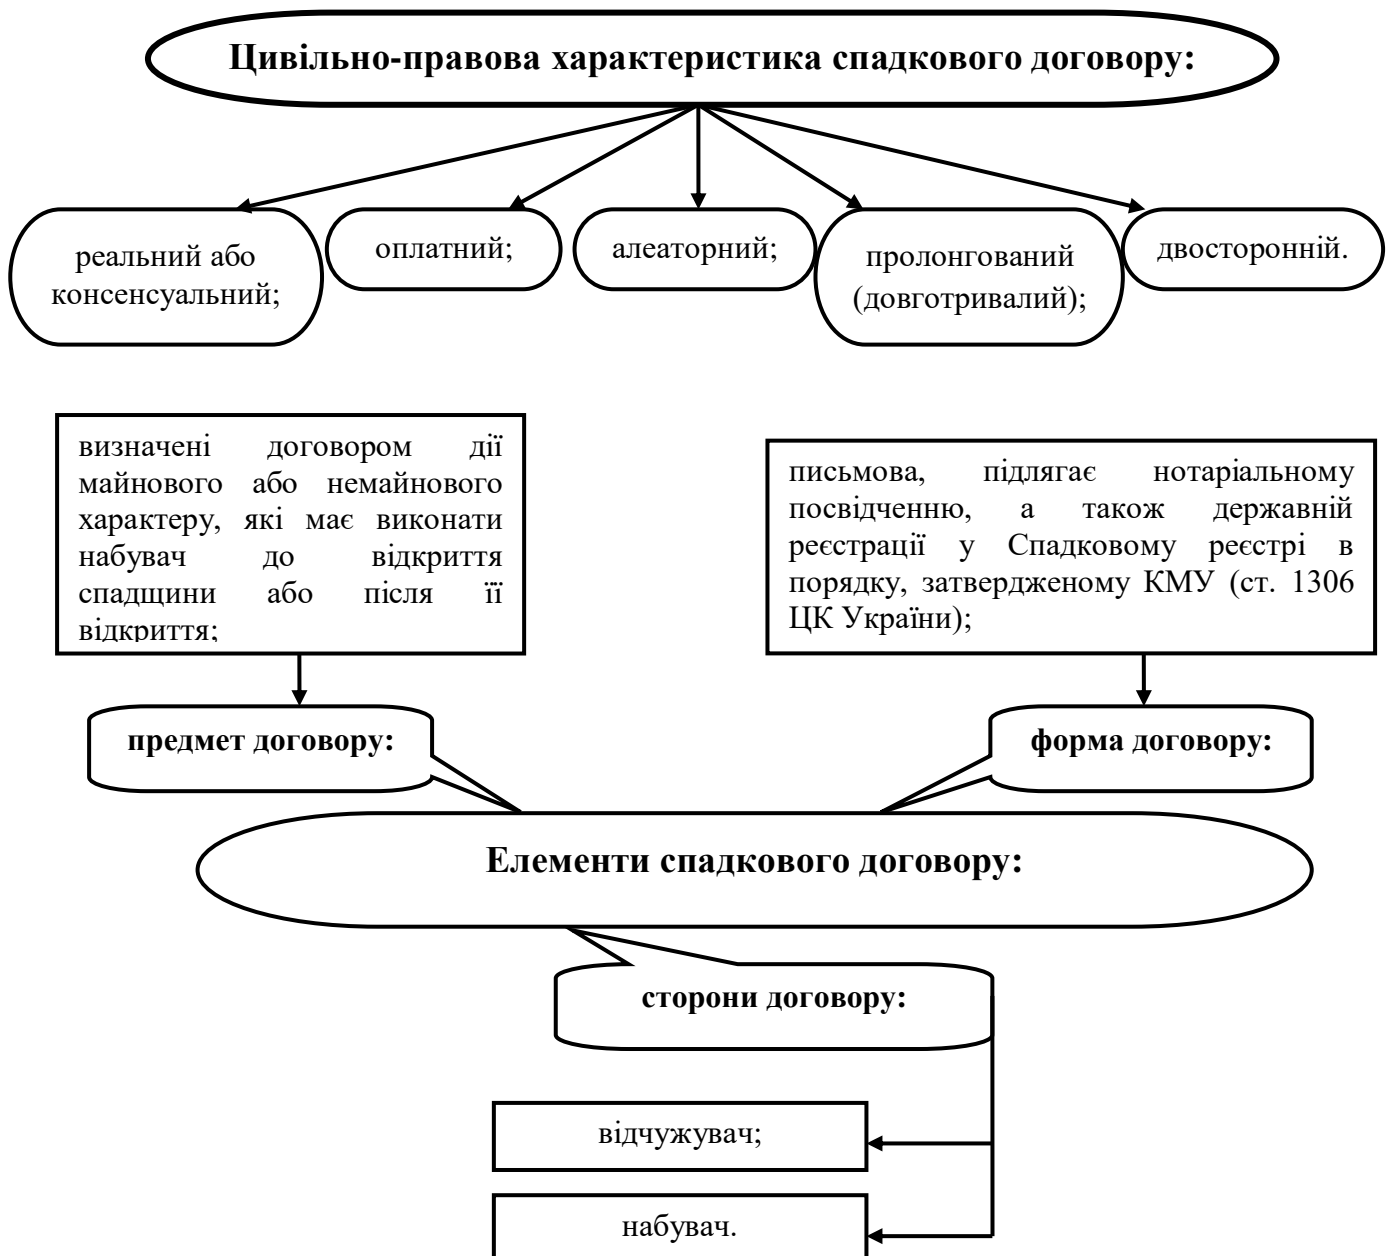 Цивільно-правова характеристика спадкового договору:
реальний або
консенсуальний;
оплатний;
алеаторний;
пролонгований
(довготривалий);
двосторонній.
визначені договором дії
майнового або немайнового
характеру, які має виконати
набувач до відкриття
спадщини або після її
відкриття;
письмова, підлягає нотаріальному
посвідченню, а також державній
реєстрації у Спадковому реєстрі в
порядку, затвердженому КМУ (ст. 1306
ЦК України);
предмет договору:
форма договору:
Елементи спадкового договору:
сторони договору:
відчужувач;
набувач.